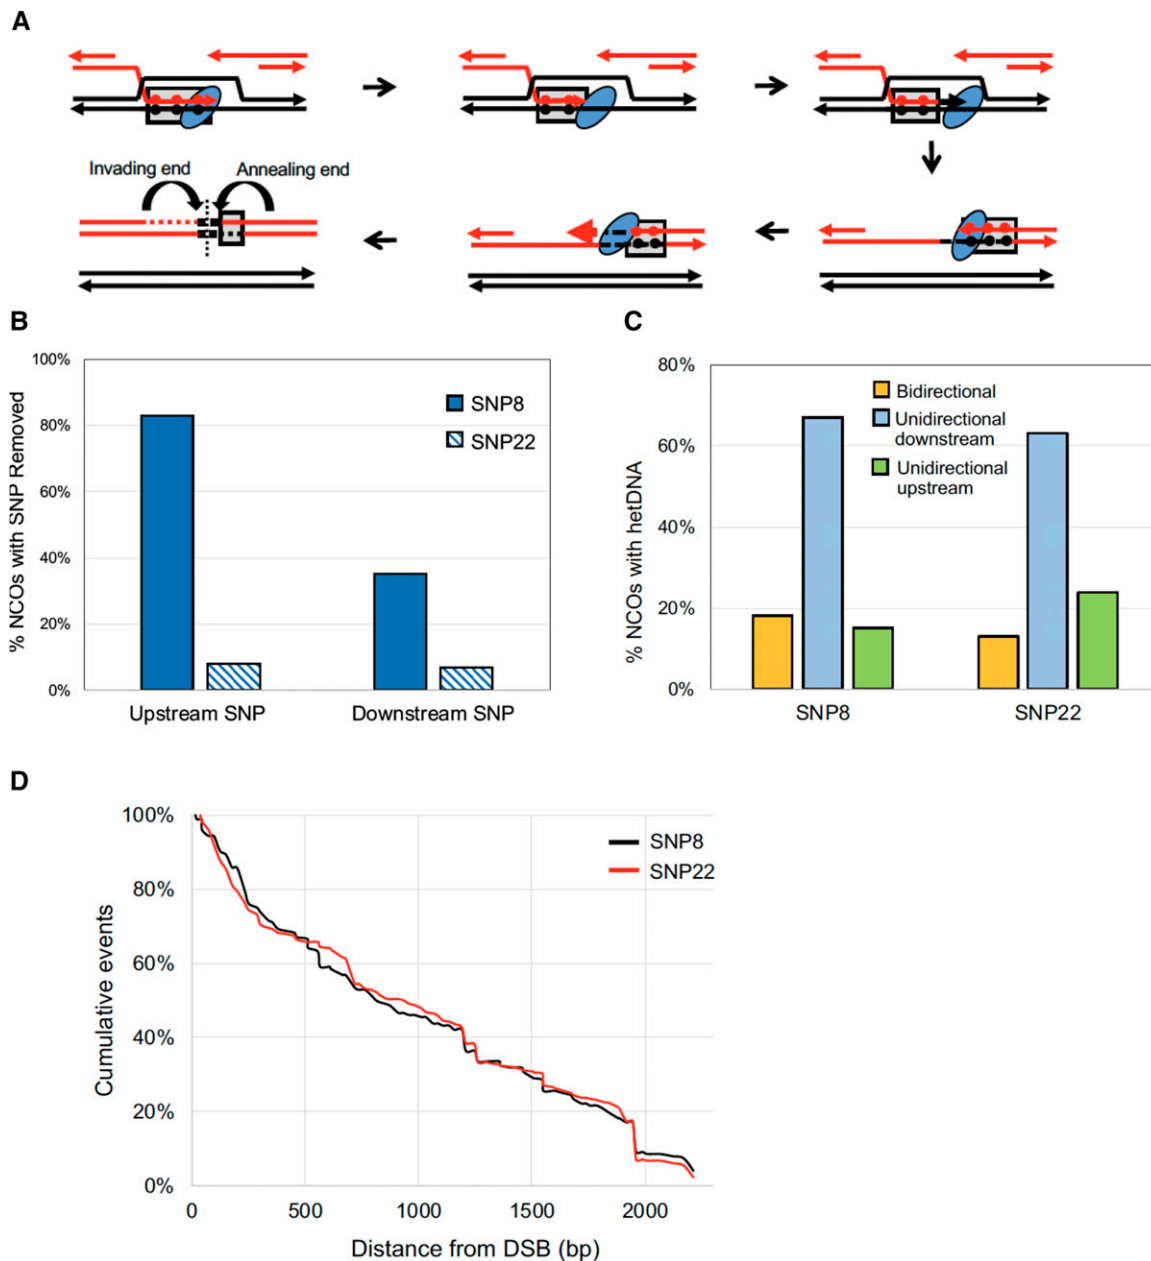 A
Invading end
Annealing end
B
% NCOs with SNP Removed
100%
80%
60%
40%
20%
0%
SNP8
SNP22
Upstream SNP
Downstream SNP
C
% NCOs with hetDNA
80%
60%
40%
20%
0%
Bidirectional
Unidirectional
downstream
Unidirectional
upstream
SNP8
SNP22
D
Cumulative events
100%
80%
60%
40%
20%
0%
SNP8
SNP22
0
500
1000
1500
2000
Distance from DSB (bp)